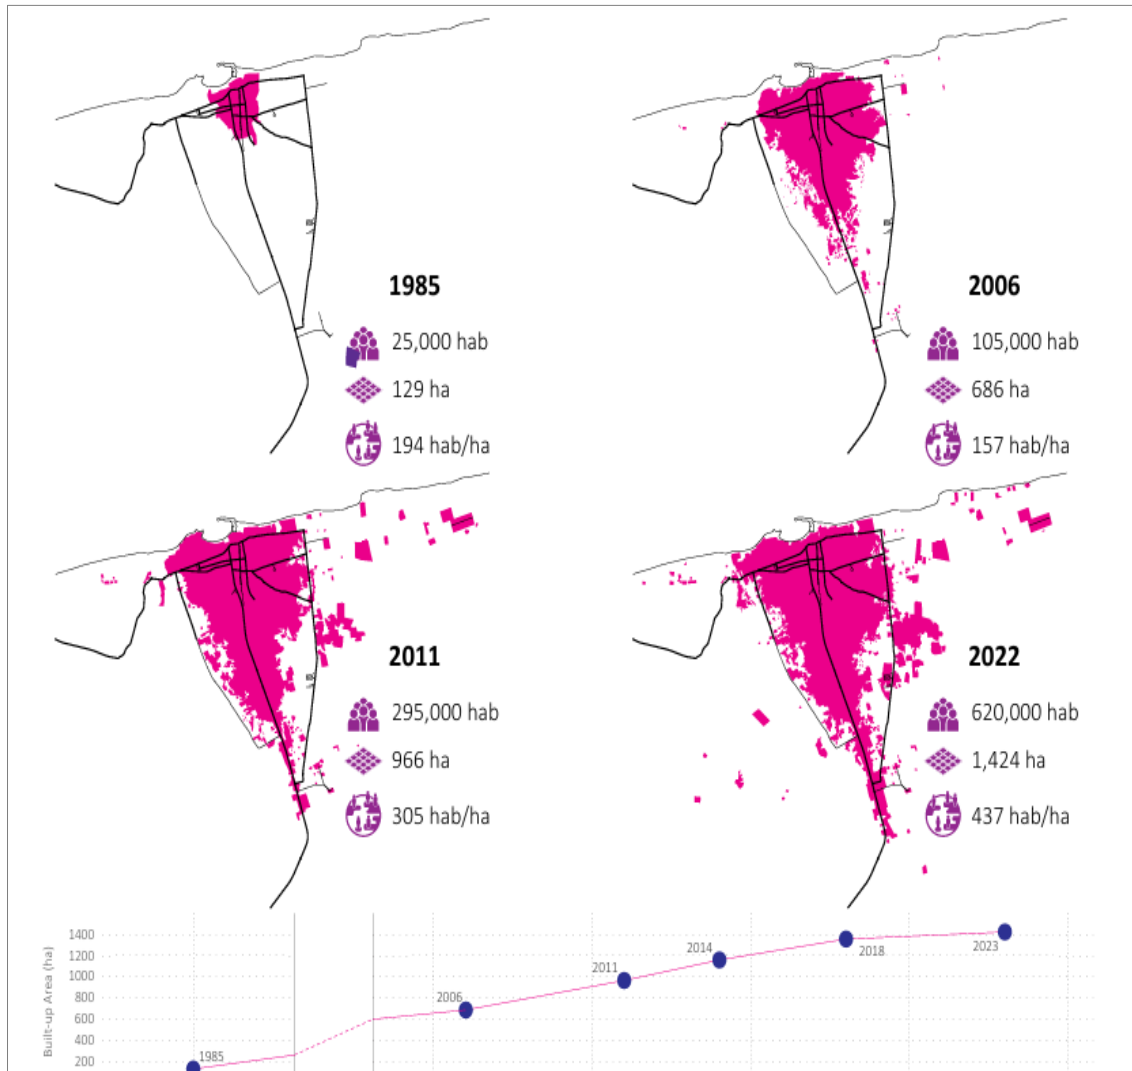 1985
25,000 hab
129 ha
194 hab/ha
2006
105,000 hab
686 ha
157 hab/ha
2011
295,000 hab
966 ha
305 hab/ha
2022
620,000 hab
1,424 ha
437 hab/ha
Built-up Area (ha)
1400
1200
1000
800
600
400
200
1985
2006
2011
2014
2018
2023